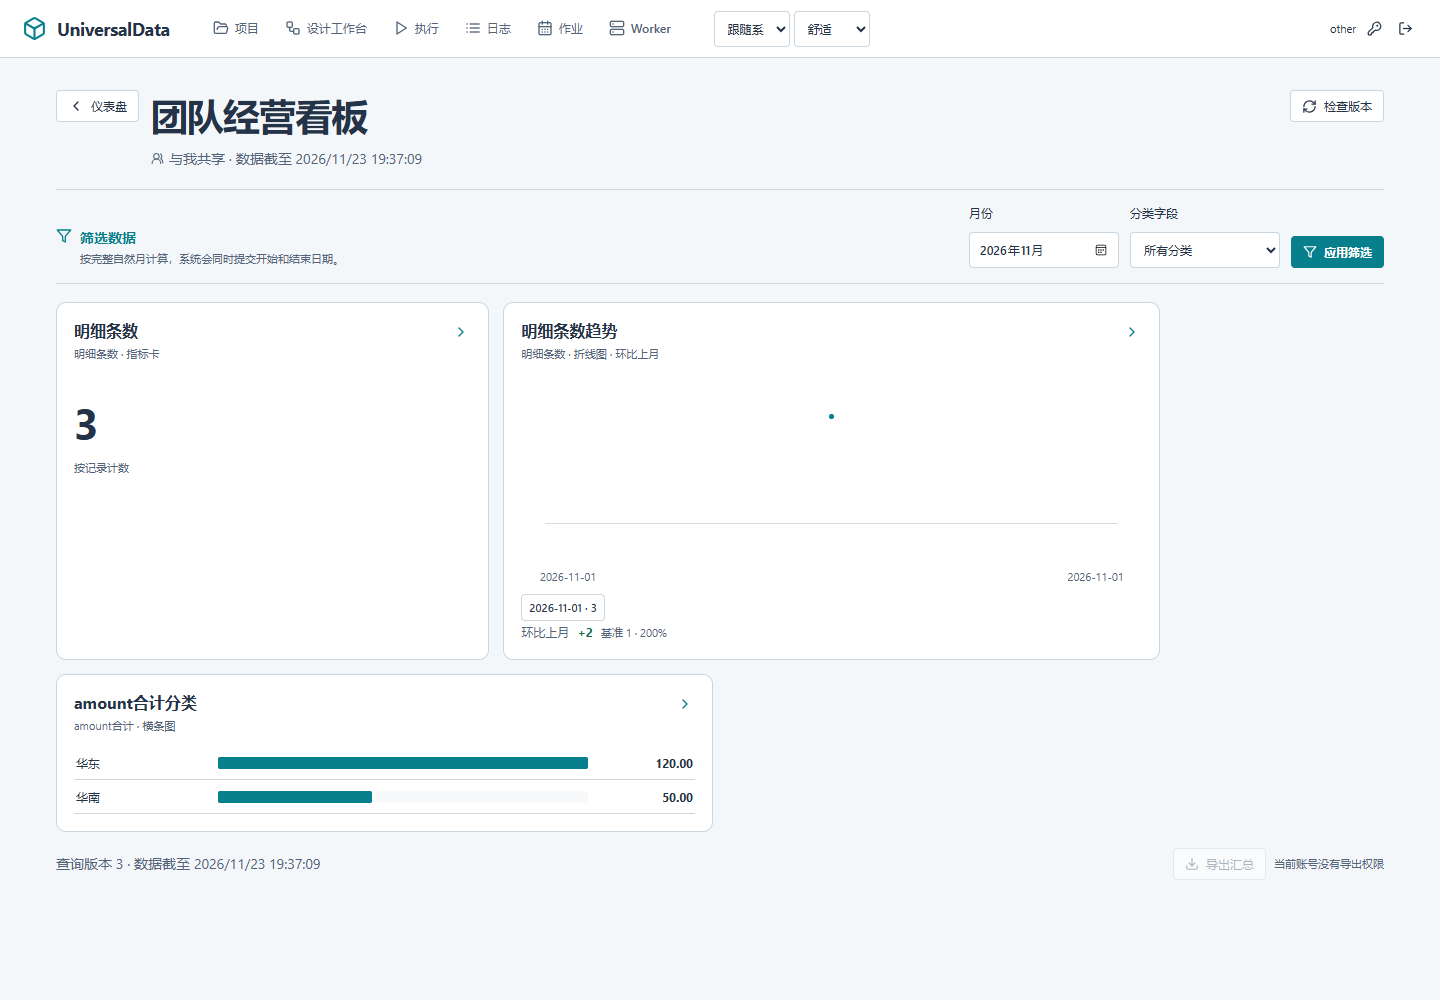 UniversalData
项目
设计工作台
执行
日志
作业
Worker
跟随系
舒适
other
仪表盘
团队经营看板
检查版本
与我共享 · 数据截至 2026/11/23 19:37:09
筛选数据
按完整自然月计算，系统会同时提交开始和结束日期。
月份
2026年11月
分类字段
所有分类
应用筛选
明细条数
明细条数 · 指标卡
3
按记录计数
明细条数趋势
明细条数 · 折线图 · 环比上月
2026-11-01
2026-11-01
2026-11-01 · 3
环比上月 +2 基准 1 · 200%
amount合计分类
amount合计 · 横条图
华东 120.00
华南 50.00
查询版本 3 · 数据截至 2026/11/23 19:37:09
导出汇总
当前账号没有导出权限